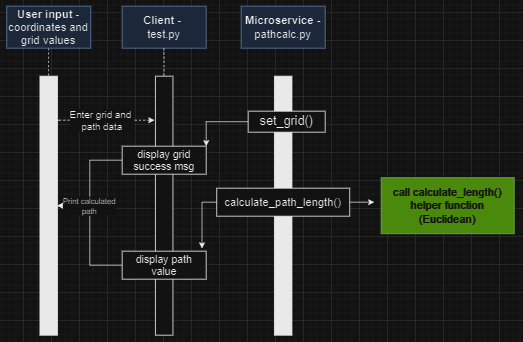 User input -
coordinates and
grid values
Client -
test.py
Microservice -
pathcalc.py
Enter grid and
path data
set_grid()
display grid
success msg
call calculate_length()
helper function
(Euclidean)
Print calculated
path
calculate_path_length()
display path
value